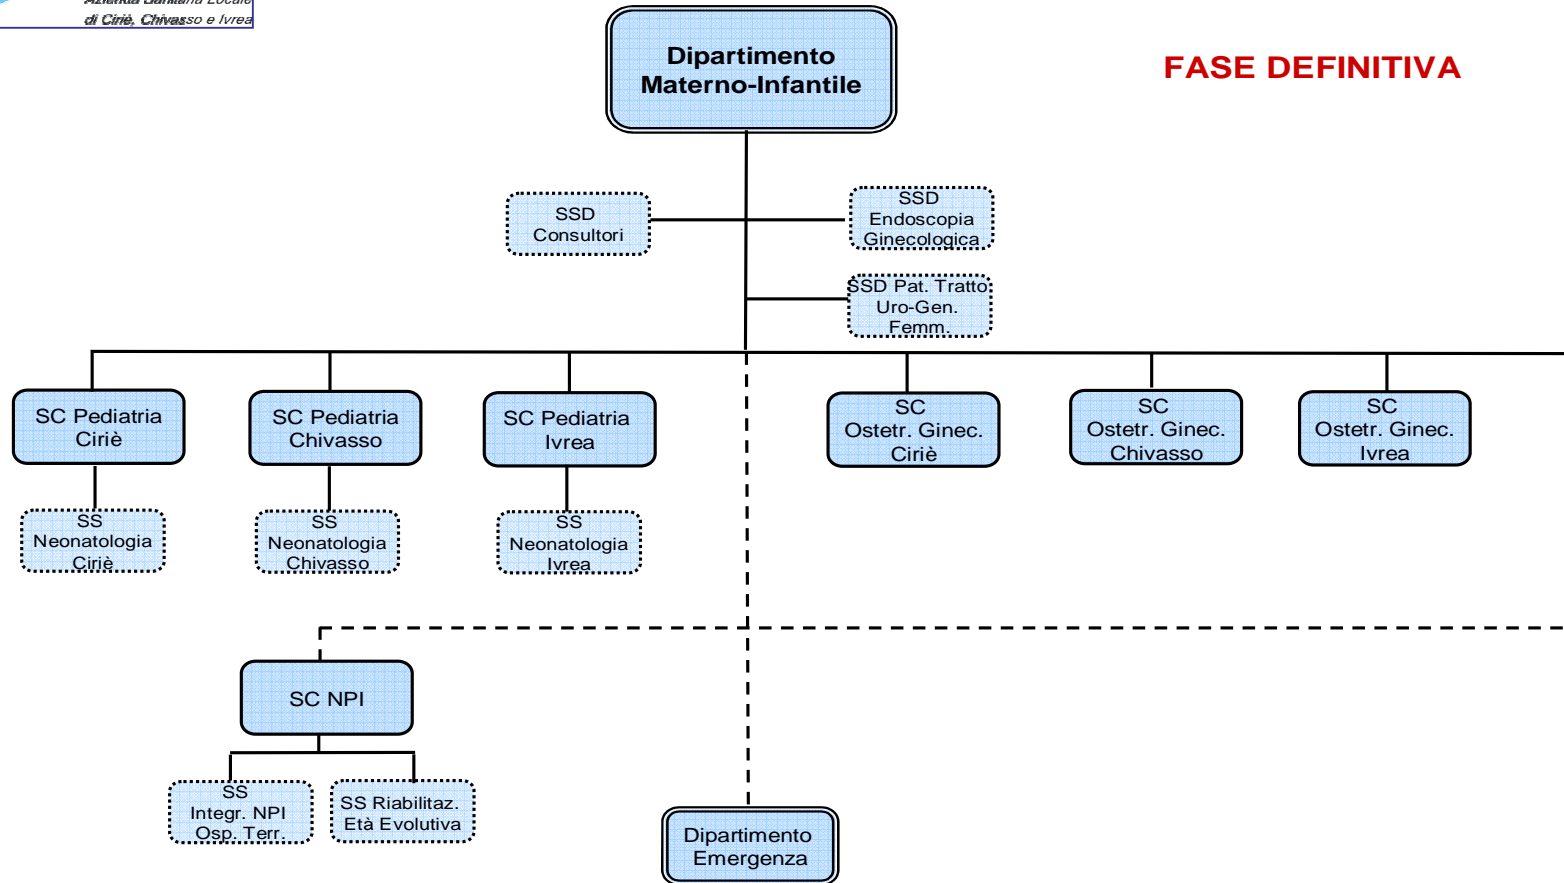 Azienda Sanitaria Locale
di Ciriè, Chivasso e Ivrea
Dipartimento
Materno-Infantile
FASE DEFINITIVA
SSD
Consultori
SSD
Endoscopia
Ginecologica
SSD Pat. Tratto
Uro-Gen.
Femm.
SC Pediatria
Ciriè
SC Pediatria
Chivasso
SC Pediatria
Ivrea
SC
Ostetr. Ginec.
Ciriè
SC
Ostetr. Ginec.
Chivasso
SC
Ostetr. Ginec.
Ivrea
SS
Neonatologia
Ciriè
SS
Neonatologia
Chivasso
SS
Neonatologia
Ivrea
SC NPI
SS
Integr. NPI
Osp. Terr.
SS Riabilitaz.
Età Evolutiva
Dipartimento
Emergenza